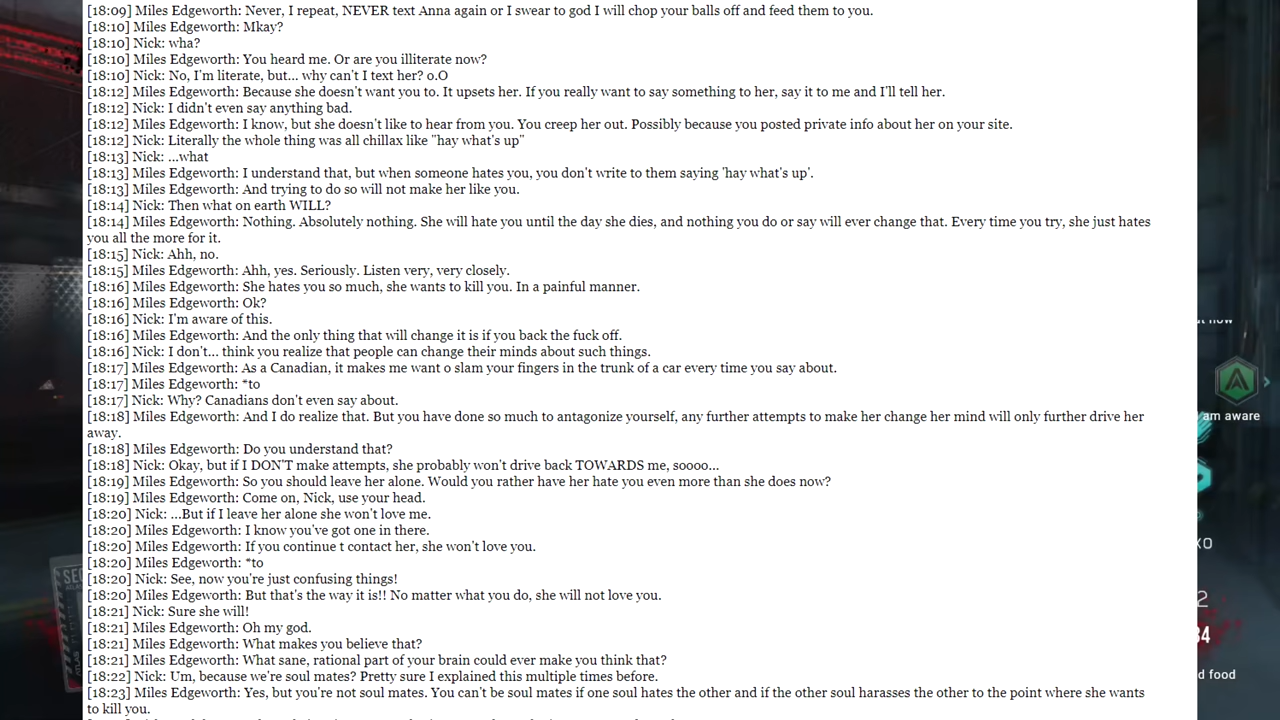 [18:09] Miles Edgeworth: Never, I repeat, NEVER text Anna again or I swear to god I will chop your balls off and feed them to you.
[18:10] Miles Edgeworth: Mkay?
[18:10] Nick: wha?
[18:10] Miles Edgeworth: You heard me. Or are you illiterate now?
[18:10] Nick: No, I'm literate, but... why can't I text her? o.O
[18:12] Miles Edgeworth: Because she doesn't want you to. It upsets her. If you really want to say something to her, say it to me and I'll tell her.
[18:12] Nick: I didn't even say anything bad.
[18:12] Miles Edgeworth: I know, but she doesn't like to hear from you. You creep her out. Possibly because you posted private info about her on your site.
[18:12] Nick: Literally the whole thing was all chillax like "hay what's up"
[18:13] Nick: ...what
[18:13] Miles Edgeworth: I understand that, but when someone hates you, you don't write to them saying 'hay what's up'.
[18:13] Miles Edgeworth: And trying to do so will not make her like you.
[18:14] Nick: Then what on earth WILL?
[18:14] Miles Edgeworth: Nothing. Absolutely nothing. She will hate you until the day she dies, and nothing you do or say will ever change that. Every time you try, she just hates
you all the more for it.
[18:15] Nick: Ahh, no.
[18:15] Miles Edgeworth: Ahh, yes. Seriously. Listen very, very closely.
[18:16] Miles Edgeworth: She hates you so much, she wants to kill you. In a painful manner.
[18:16] Miles Edgeworth: Ok?
[18:16] Nick: I'm aware of this.
[18:16] Miles Edgeworth: And the only thing that will change it is if you back the fuck off.
[18:16] Nick: I don't... think you realize that people can change their minds about such things.
[18:17] Miles Edgeworth: As a Canadian, it makes me want o slam your fingers in the trunk of a car every time you say about.
[18:17] Miles Edgeworth: *to
[18:17] Nick: Why? Canadians don't even say about.
[18:18] Miles Edgeworth: And I do realize that. But you have done so much to antagonize yourself, any further attempts to make her change her mind will only further drive her
away.
[18:18] Miles Edgeworth: Do you understand that?
[18:18] Nick: Okay, but if I DON'T make attempts, she probably won't drive back TOWARDS me, soooo...
[18:19] Miles Edgeworth: So you should leave her alone. Would you rather have her hate you even more than she does now?
[18:19] Miles Edgeworth: Come on, Nick, use your head.
[18:20] Nick: ...But if I leave her alone she won't love me.
[18:20] Miles Edgeworth: I know you've got one in there.
[18:20] Miles Edgeworth: If you continue t contact her, she won't love you.
[18:20] Miles Edgeworth: *to
[18:20] Nick: See, now you're just confusing things!
[18:20] Miles Edgeworth: But that's the way it is!! No matter what you do, she will not love you.
[18:21] Nick: Sure she will!
[18:21] Miles Edgeworth: Oh my god.
[18:21] Miles Edgeworth: What makes you believe that?
[18:21] Miles Edgeworth: What sane, rational part of your brain could ever make you think that?
[18:22] Nick: Um, because we're soul mates? Pretty sure I explained this multiple times before.
[18:23] Miles Edgeworth: Yes, but you're not soul mates. You can't be soul mates if one soul hates the other and if the other soul harasses the other to the point where she wants
to kill you.
am aware
XO
2
34
d food